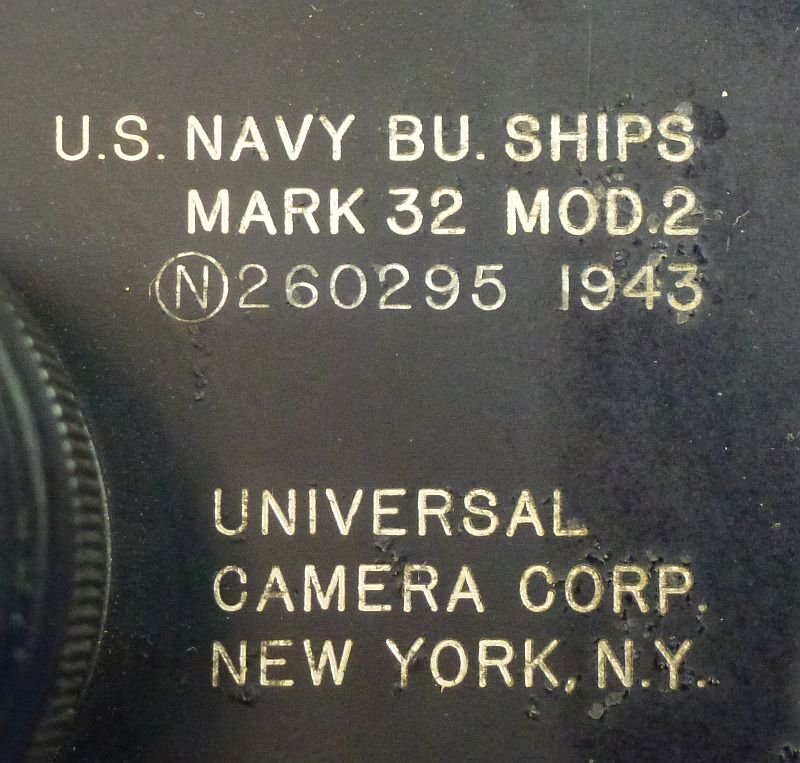 U.S. NAVY BU. SHIPS
MARK 32 MOD.2
Ⓝ260295 1943
UNIVERSAL
CAMERA CORP.
NEW YORK, N.Y.